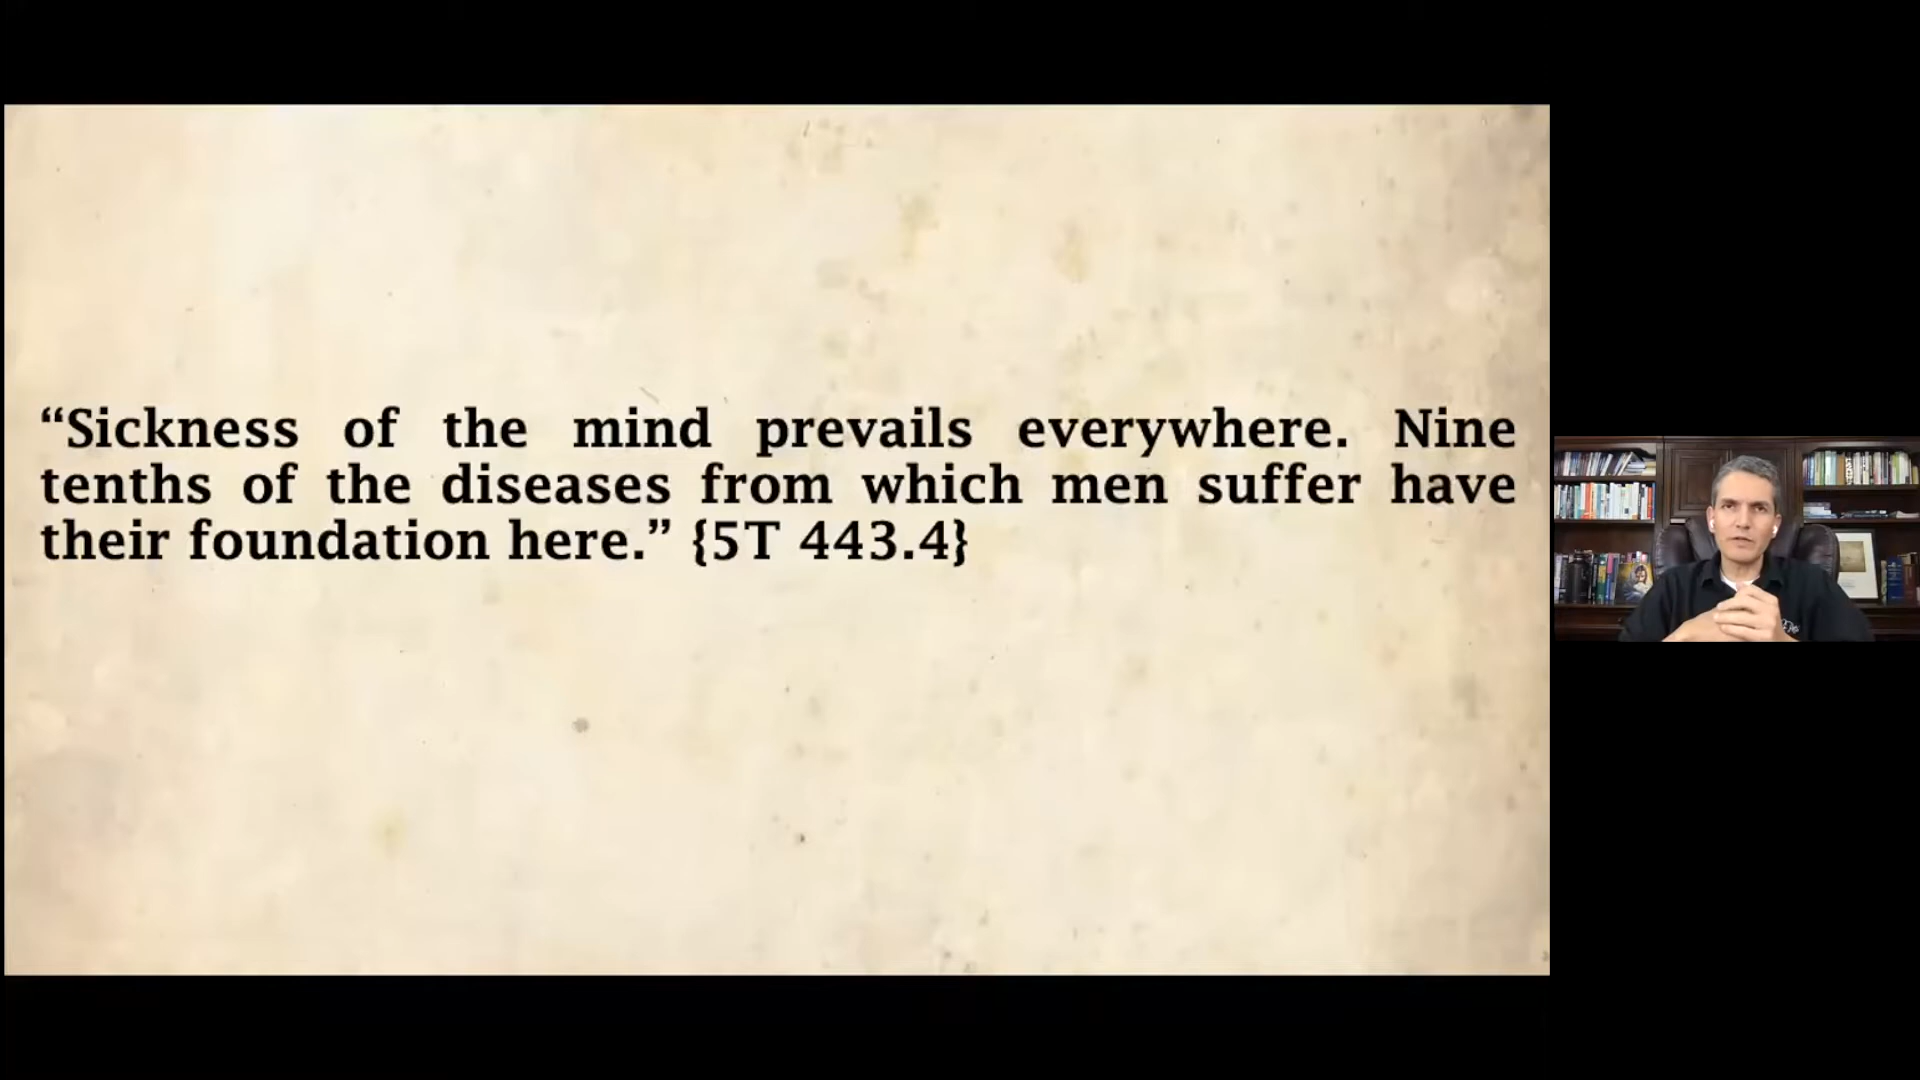 “Sickness of the mind prevails everywhere. Nine
tenths of the diseases from which men suffer have
their foundation here.” {5T 443.4}